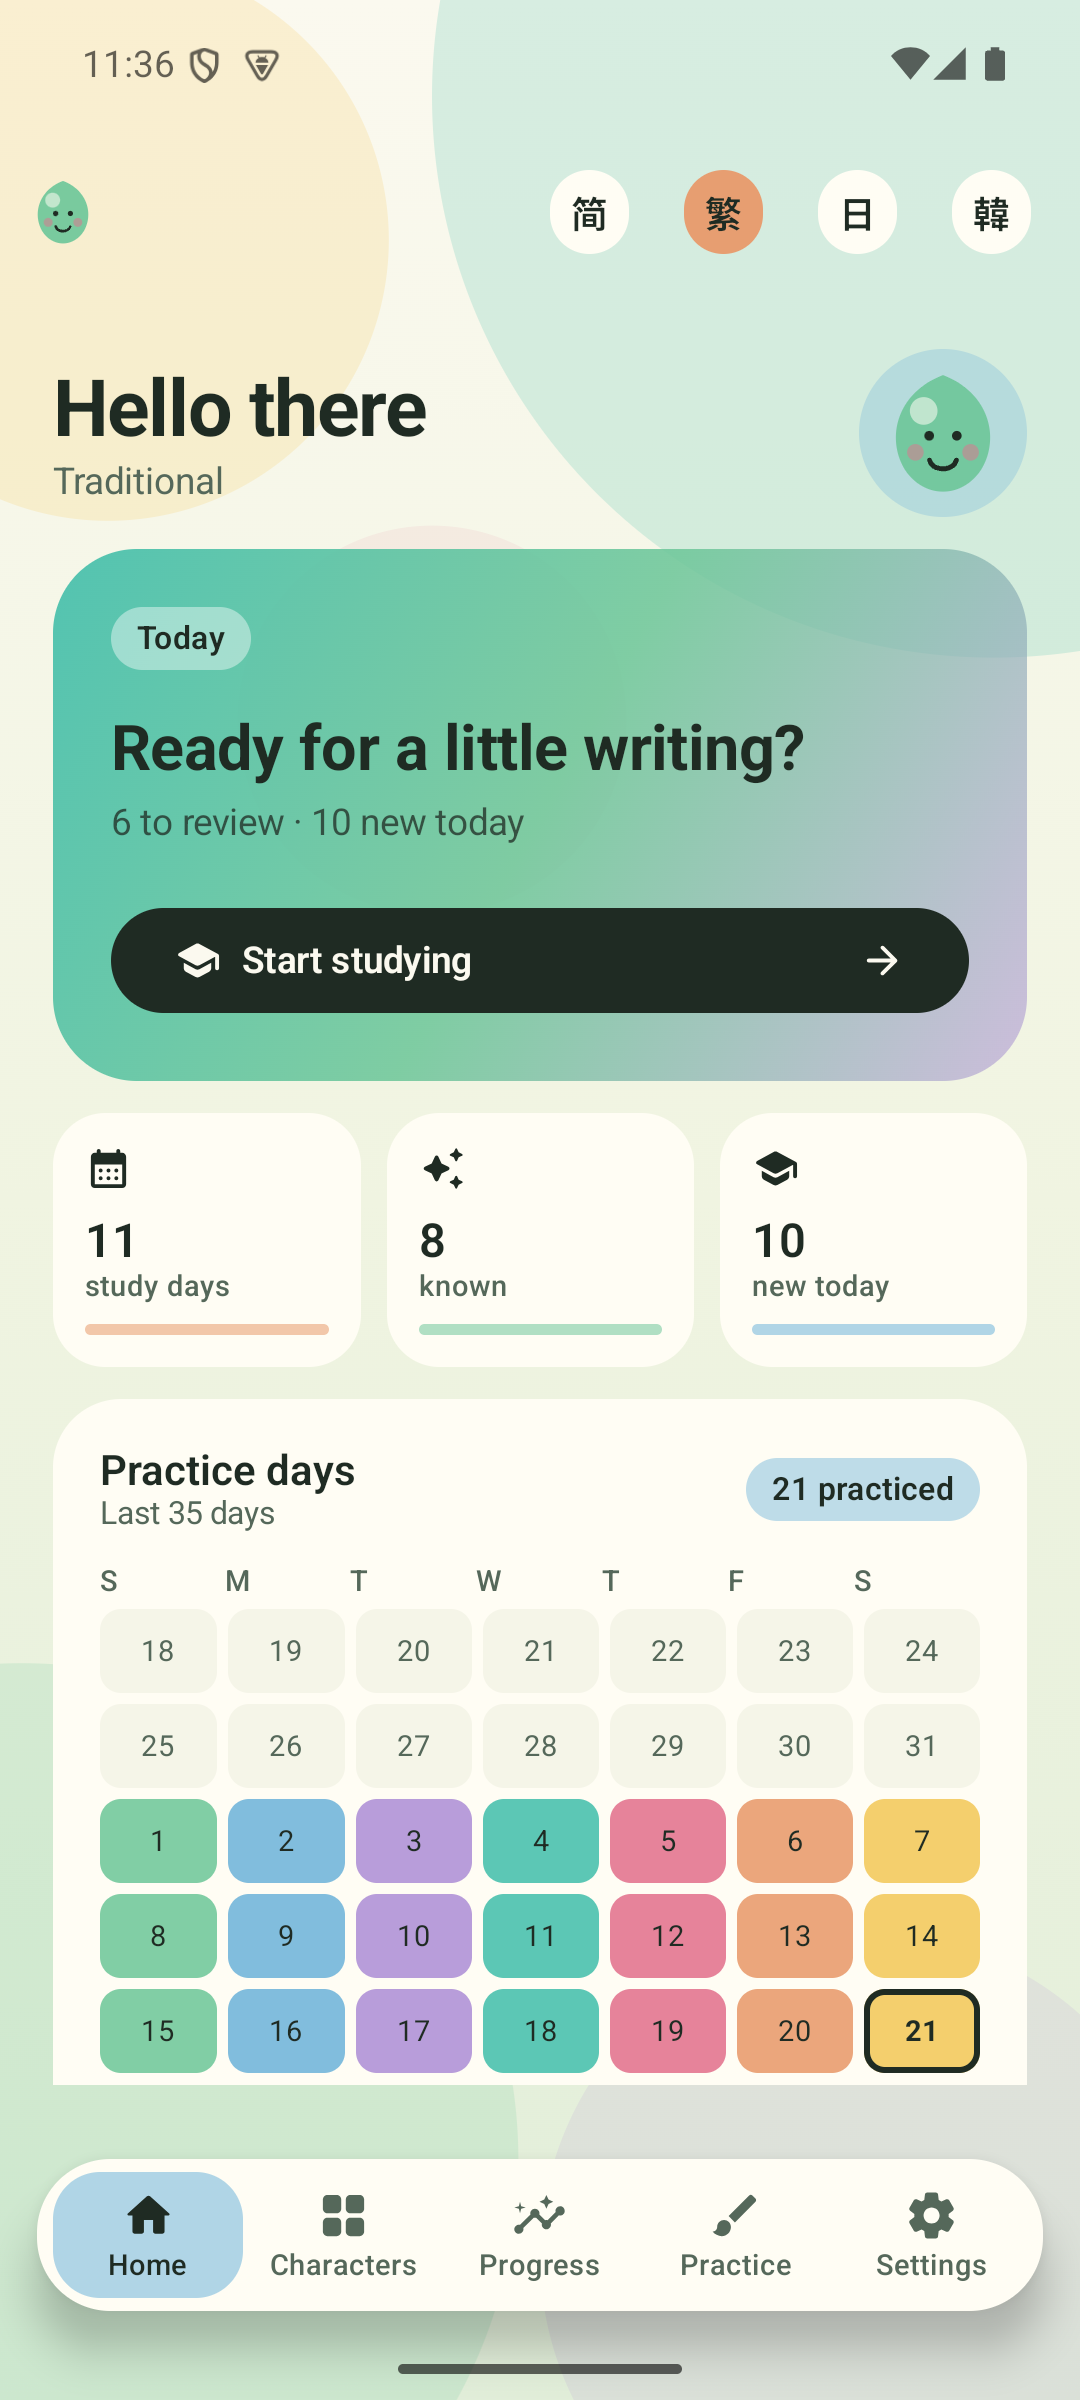 11:36
简 繁 日 韓
Hello there
Traditional
Today
Ready for a little writing?
6 to review · 10 new today
Start studying
11 8 10
study days known new today
Practice days
Last 35 days
21 practiced
S M T W T F S
18 19 20 21 22 23 24
25 26 27 28 29 30 31
1 2 3 4 5 6 7
8 9 10 11 12 13 14
15 16 17 18 19 20 21
Home Characters Progress Practice Settings